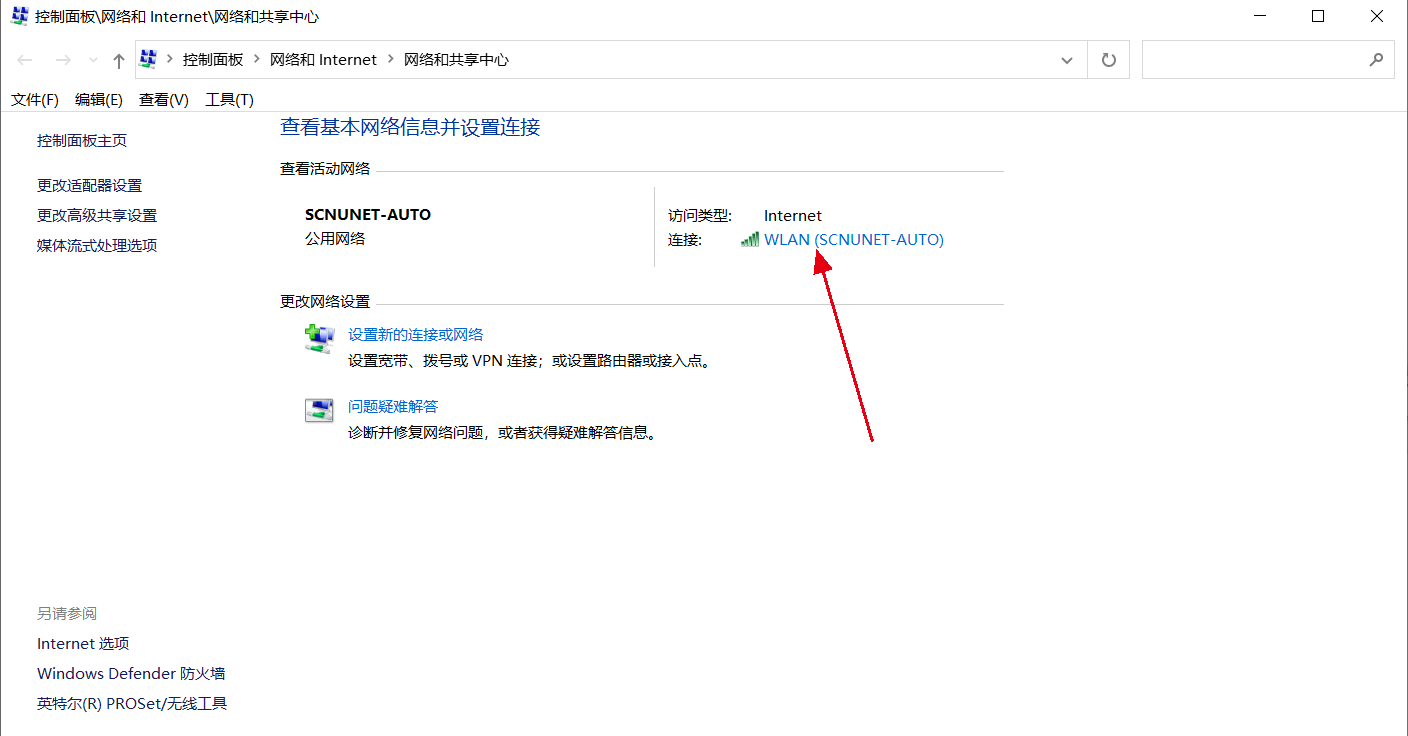 控制面板\网络和 Internet\网络和共享中心
控制面板 网络和 Internet 网络和共享中心
文件(F) 编辑(E) 查看(V) 工具(T)
控制面板主页
更改适配器设置
更改高级共享设置
媒体流式处理选项
查看基本网络信息并设置连接
查看活动网络
SCNUNET-AUTO
公用网络
访问类型: Internet
连接: WLAN (SCNUNET-AUTO)
更改网络设置
设置新的连接或网络
设置宽带、拨号或 VPN 连接；或设置路由器或接入点。
问题疑难解答
诊断并修复网络问题，或者获得疑难解答信息。
另请参阅
Internet 选项
Windows Defender 防火墙
英特尔(R) PROSet/无线工具